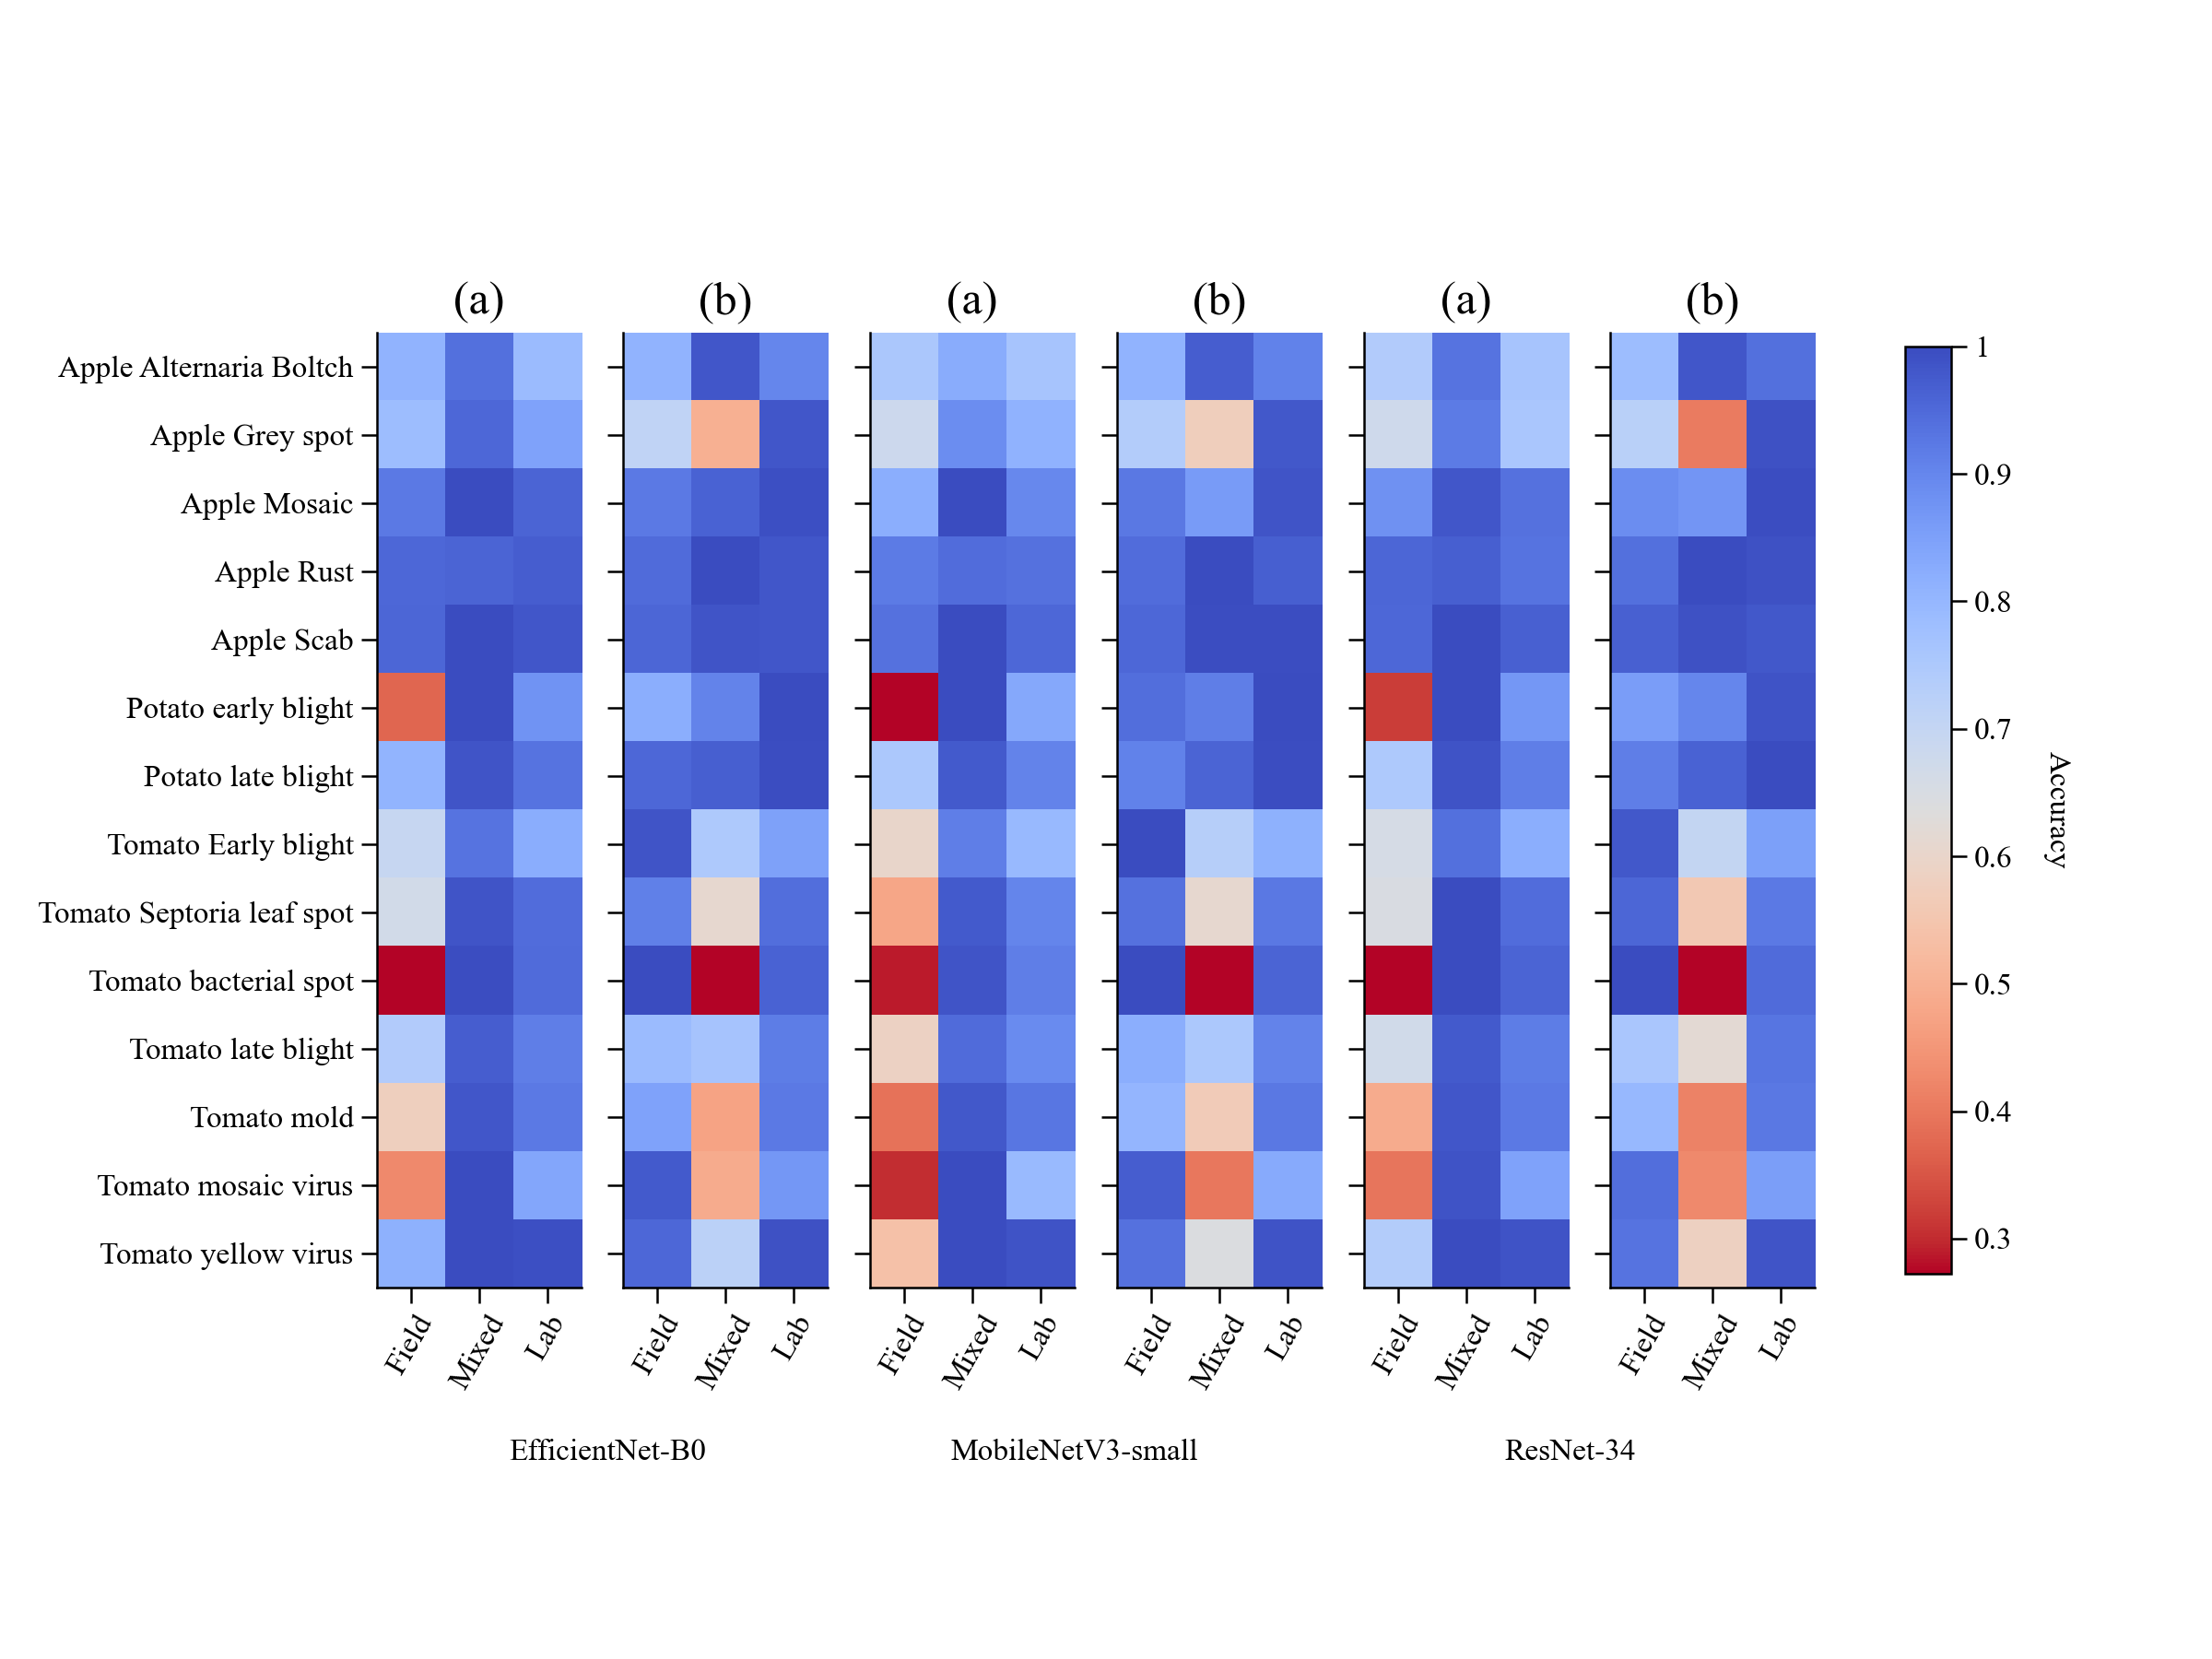 (a) (b) (a) (b) (a) (b)
Apple Alternaria Boltch
Apple Grey spot
Apple Mosaic
Apple Rust
Apple Scab
Potato early blight
Potato late blight
Tomato Early blight
Tomato Septoria leaf spot
Tomato bacterial spot
Tomato late blight
Tomato mold
Tomato mosaic virus
Tomato yellow virus
1
0.9
0.8
0.7
0.6
0.5
0.4
0.3
Accuracy
Field Mixed Lab Field Mixed Lab Field Mixed Lab Field Mixed Lab Field Mixed Lab Field Mixed Lab
EfficientNet-B0 MobileNetV3-small ResNet-34